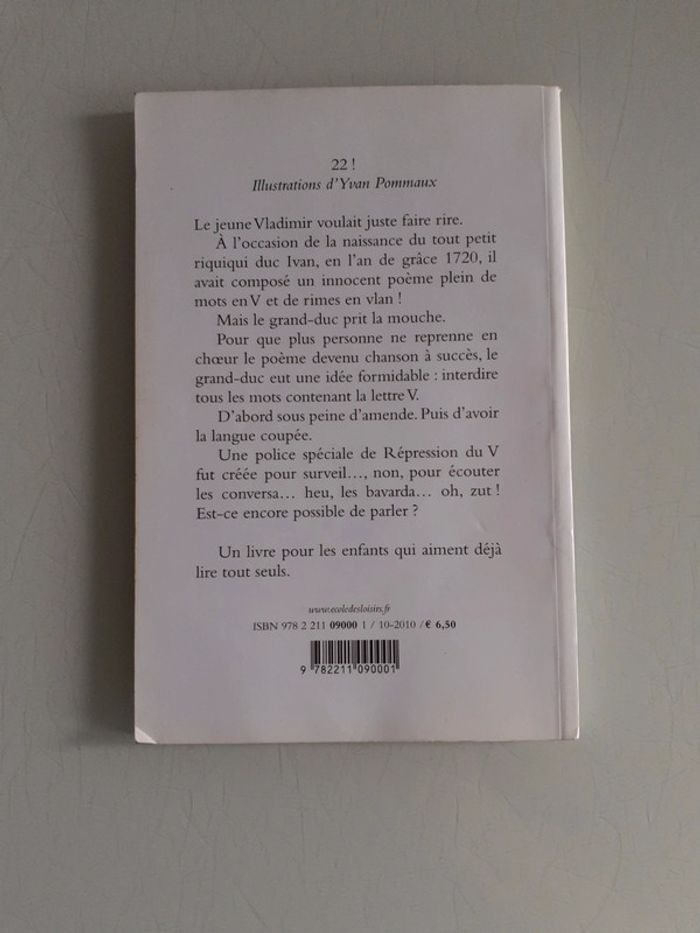 22 !
Illustrations d'Yvan Pommaux
Le jeune Vladimir voulait juste faire rire.
À l'occasion de la naissance du tout petit
riquiqui duc Ivan, en l'an de grâce 1720, il
avait composé un innocent poème plein de
mots en V et de rimes en vlan !
Mais le grand-duc prit la mouche.
Pour que plus personne ne reprenne en
chœur le poème devenu chanson à succès, le
grand-duc eut une idée formidable : interdire
tous les mots contenant la lettre V.
D'abord sous peine d'amende. Puis d'avoir
la langue coupée.
Une police spéciale de Répression du V
fut créée pour surveil…, non, pour écouter
les conversa… heu, les bavarda… oh, zut !
Est-ce encore possible de parler ?
Un livre pour les enfants qui aiment déjà
lire tout seuls.
www.ecoledesloisirs.fr
ISBN 978 2 211 09000 1 / 10-2010 / € 6,50
9 782211 090001